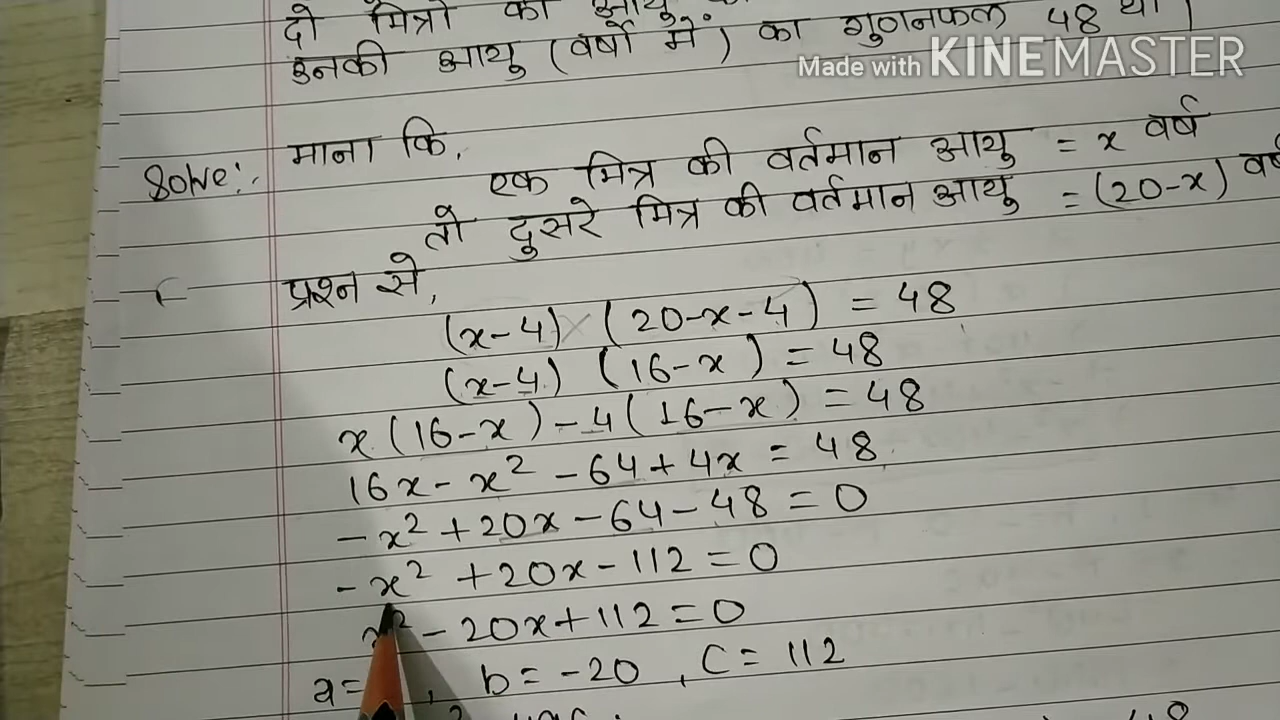 दो मित्रों की आयु
इनकी आयु (वर्षों में) का गुणनफल 48 था।
Made with KINEMASTER
Solve:- माना कि,
एक मित्र की वर्तमान आयु = x वर्ष
तो दुसरे मित्र की वर्तमान आयु = (20-x) वर्ष
प्रश्न से,
(x-4) (20-x-4) = 48
(x-4) (16-x) = 48
x(16-x) - 4(16-x) = 48
16x - x² - 64 + 4x = 48
-x² + 20x - 64 - 48 = 0
-x² + 20x - 112 = 0
x² - 20x + 112 = 0
a= , b = -20 , C = 112